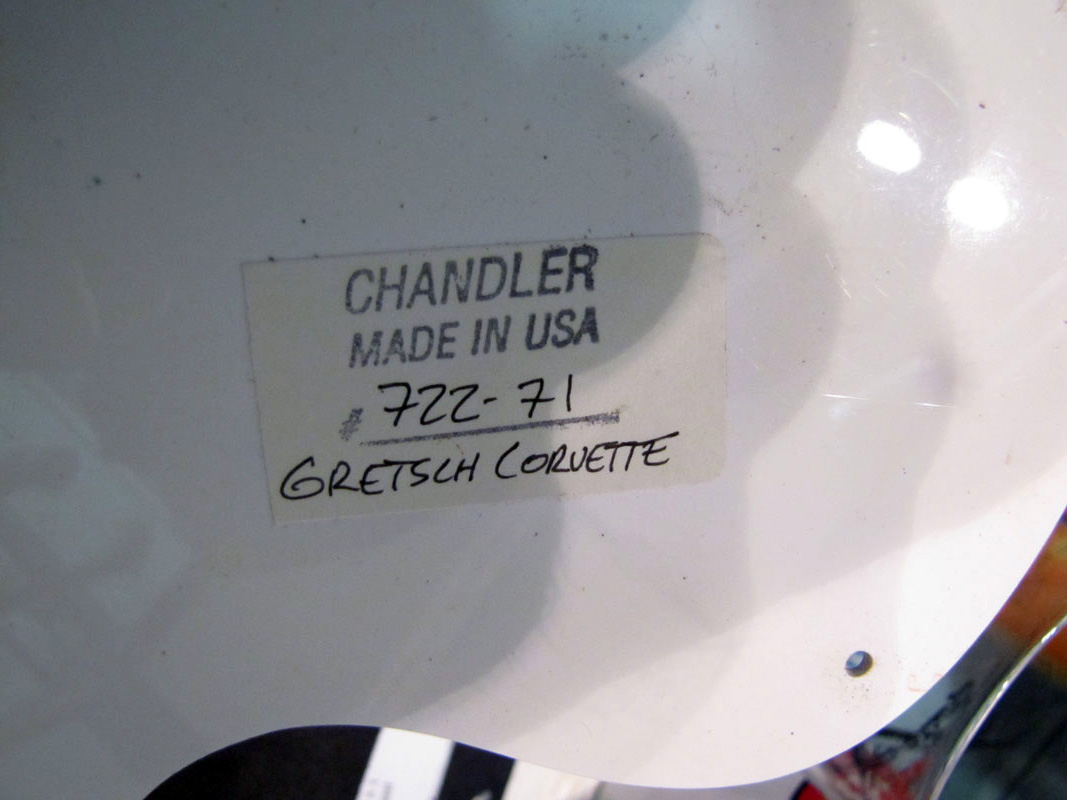 CHANDLER
MADE IN USA
# 722-71
GRETSCH CORVETTE